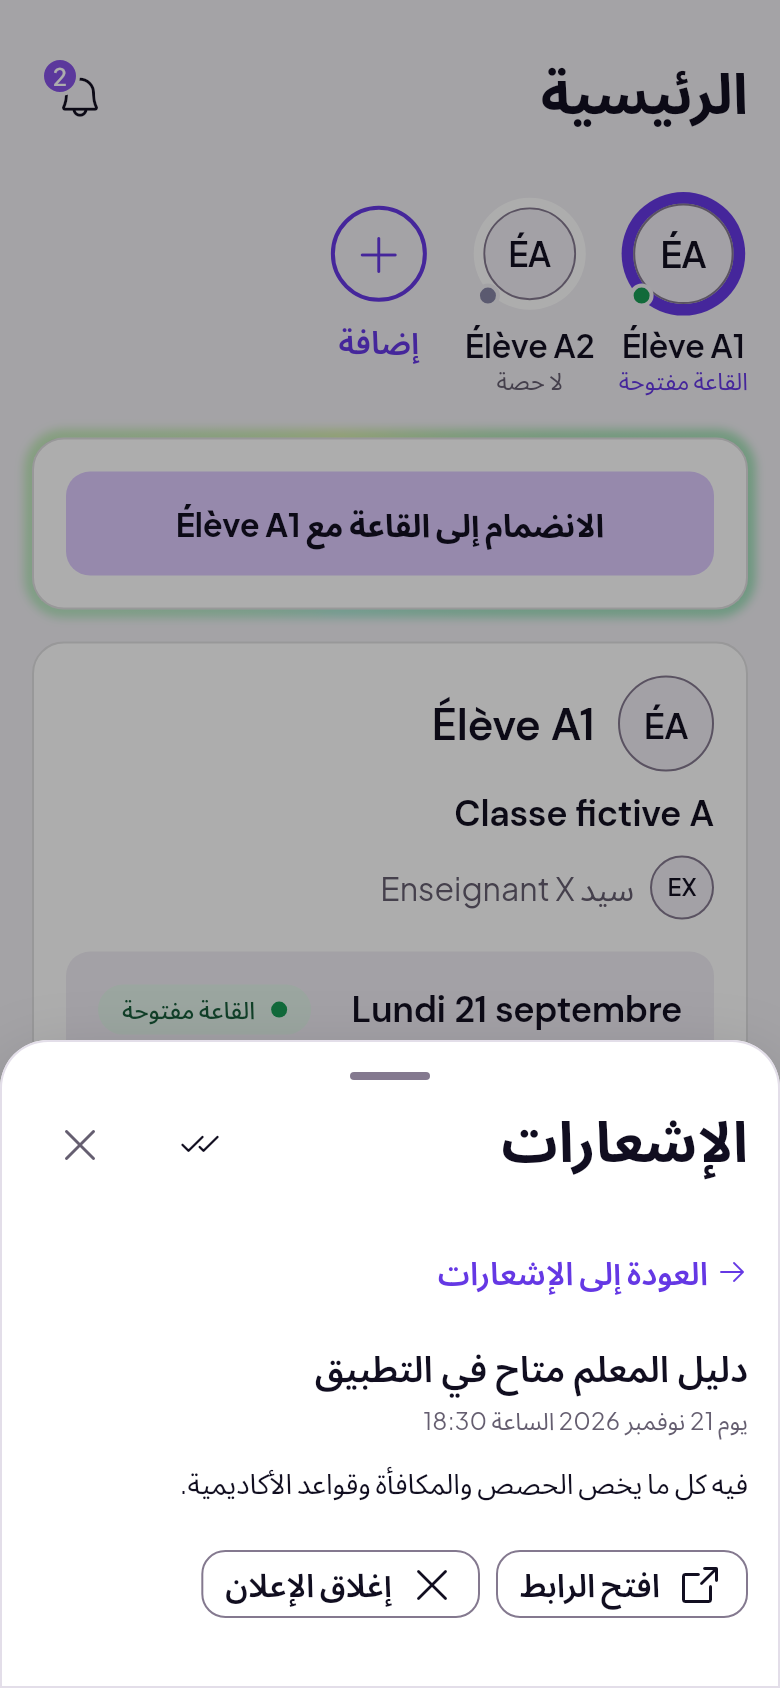 الرئيسية
2
ÉA
ÉA
Élève A1
Élève A2
إضافة
القاعة مفتوحة
لا حصة
الانضمام إلى القاعة مع Élève A1
ÉA
Élève A1
Classe fictive A
EX
سيد Enseignant X
Lundi 21 septembre
القاعة مفتوحة
الإشعارات
العودة إلى الإشعارات
دليل المعلم متاح في التطبيق
يوم 21 نوفمبر 2026 الساعة 18:30
فيه كل ما يخص الحصص والمكافأة وقواعد الأكاديمية.
افتح الرابط
إغلاق الإعلان